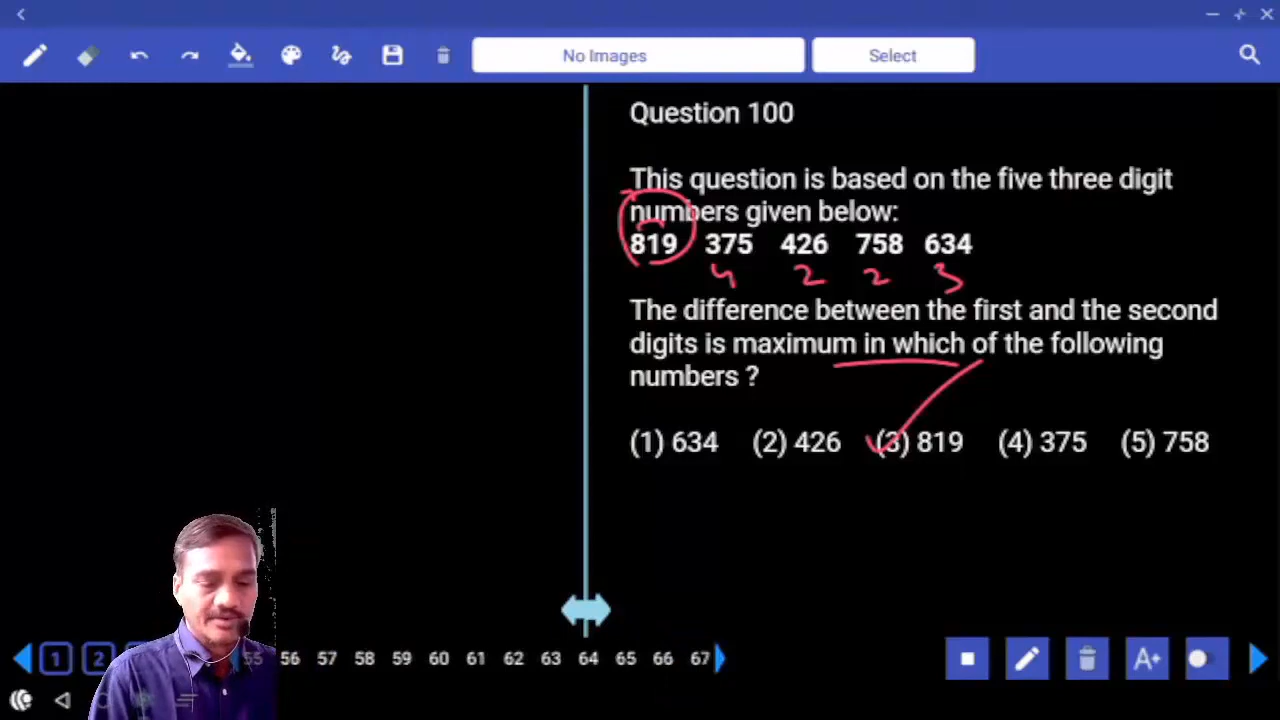 No Images
Select
Question 100
This question is based on the five three digit
numbers given below:
819 375 426 758 634
4 2 2 3
The difference between the first and the second
digits is maximum in which of the following
numbers ?
(1) 634 (2) 426 (3) 819 (4) 375 (5) 758
1 2 55 56 57 58 59 60 61 62 63 64 65 66 67
A+